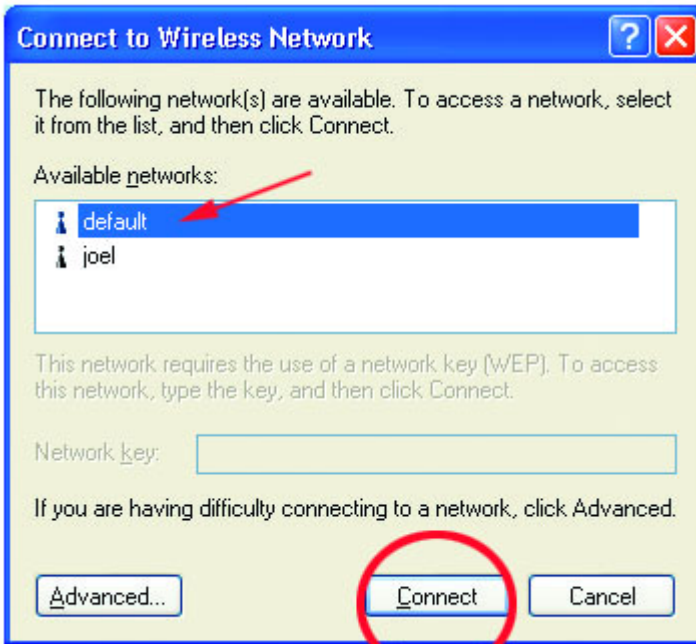 Connect to Wireless Network
?
The following network(s) are available. To access a network, select
it from the list, and then click Connect.
Available networks:
default
joel
This network requires the use of a network key (WEP). To access
this network, type the key, and then click Connect.
Network key:
If you are having difficulty connecting to a network, click Advanced.
Advanced...
Connect
Cancel